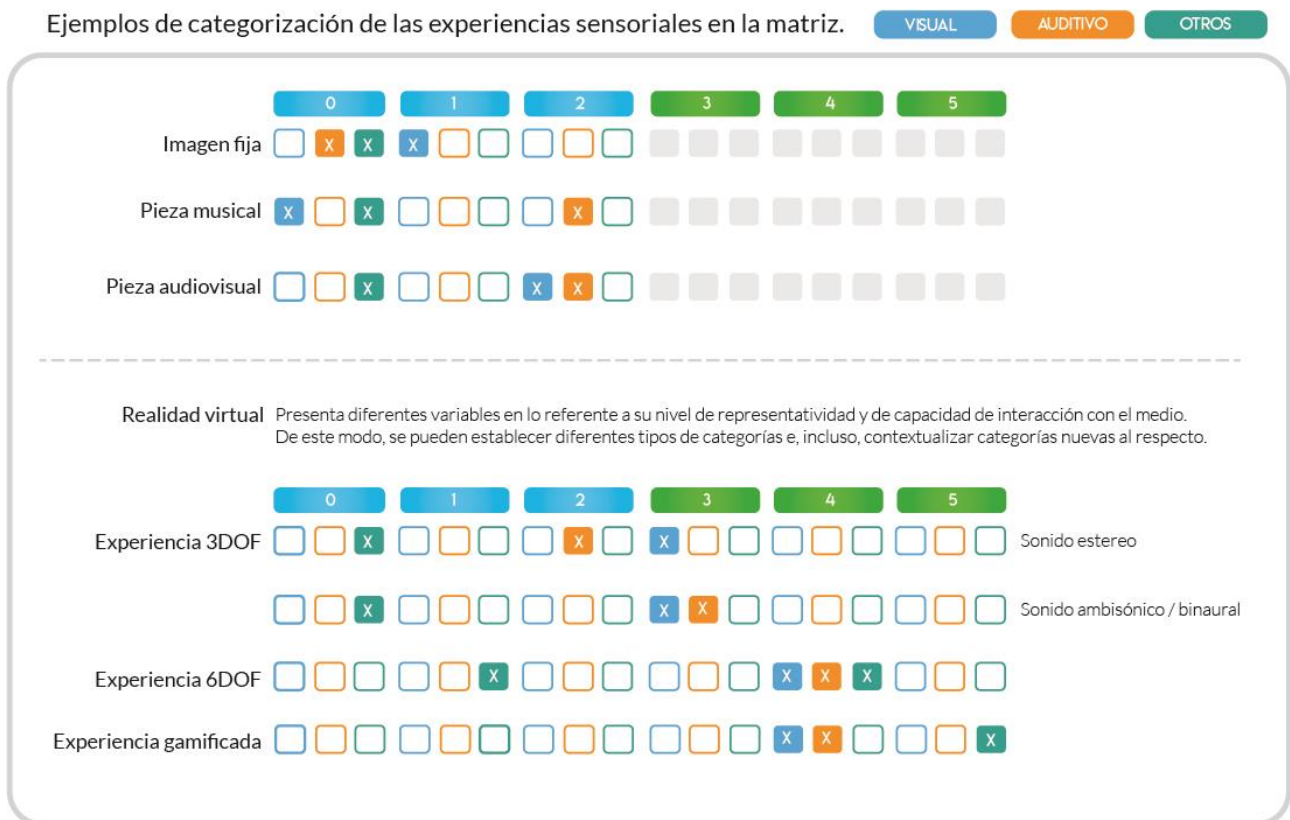 Ejemplos de categorización de las experiencias sensoriales en la matriz. VISUAL AUDITIVO OTROS
0 1 2 3 4 5
Imagen fija X X X
Pieza musical X X X
Pieza audiovisual X X X
Realidad virtual Presenta diferentes variables en lo referente a su nivel de representatividad y de capacidad de interacción con el medio.
De este modo, se pueden establecer diferentes tipos de categorías e, incluso, contextualizar categorías nuevas al respecto.
0 1 2 3 4 5
Experiencia 3DOF X X X Sonido estereo
X X X Sonido ambisónico / binaural
Experiencia 6DOF X X X X
Experiencia gamificada X X X